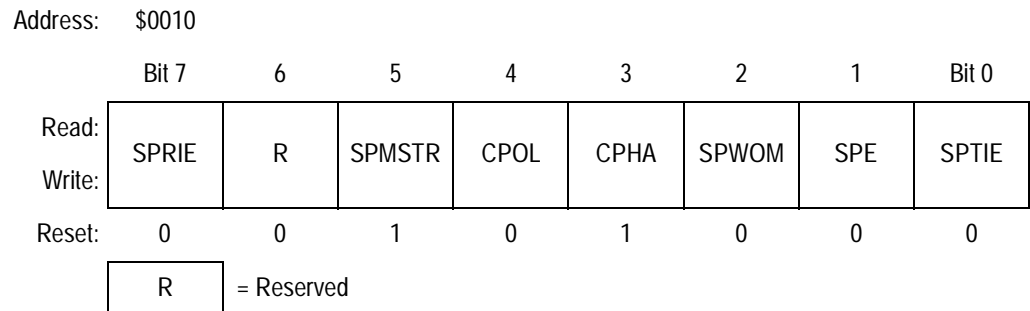 Address: $0010
Bit 7 6 5 4 3 2 1 Bit 0
Read:
SPRIE R SPMSTR CPOL CPHA SPWOM SPE SPTIE
Write:
Reset: 0 0 1 0 1 0 0 0
R = Reserved